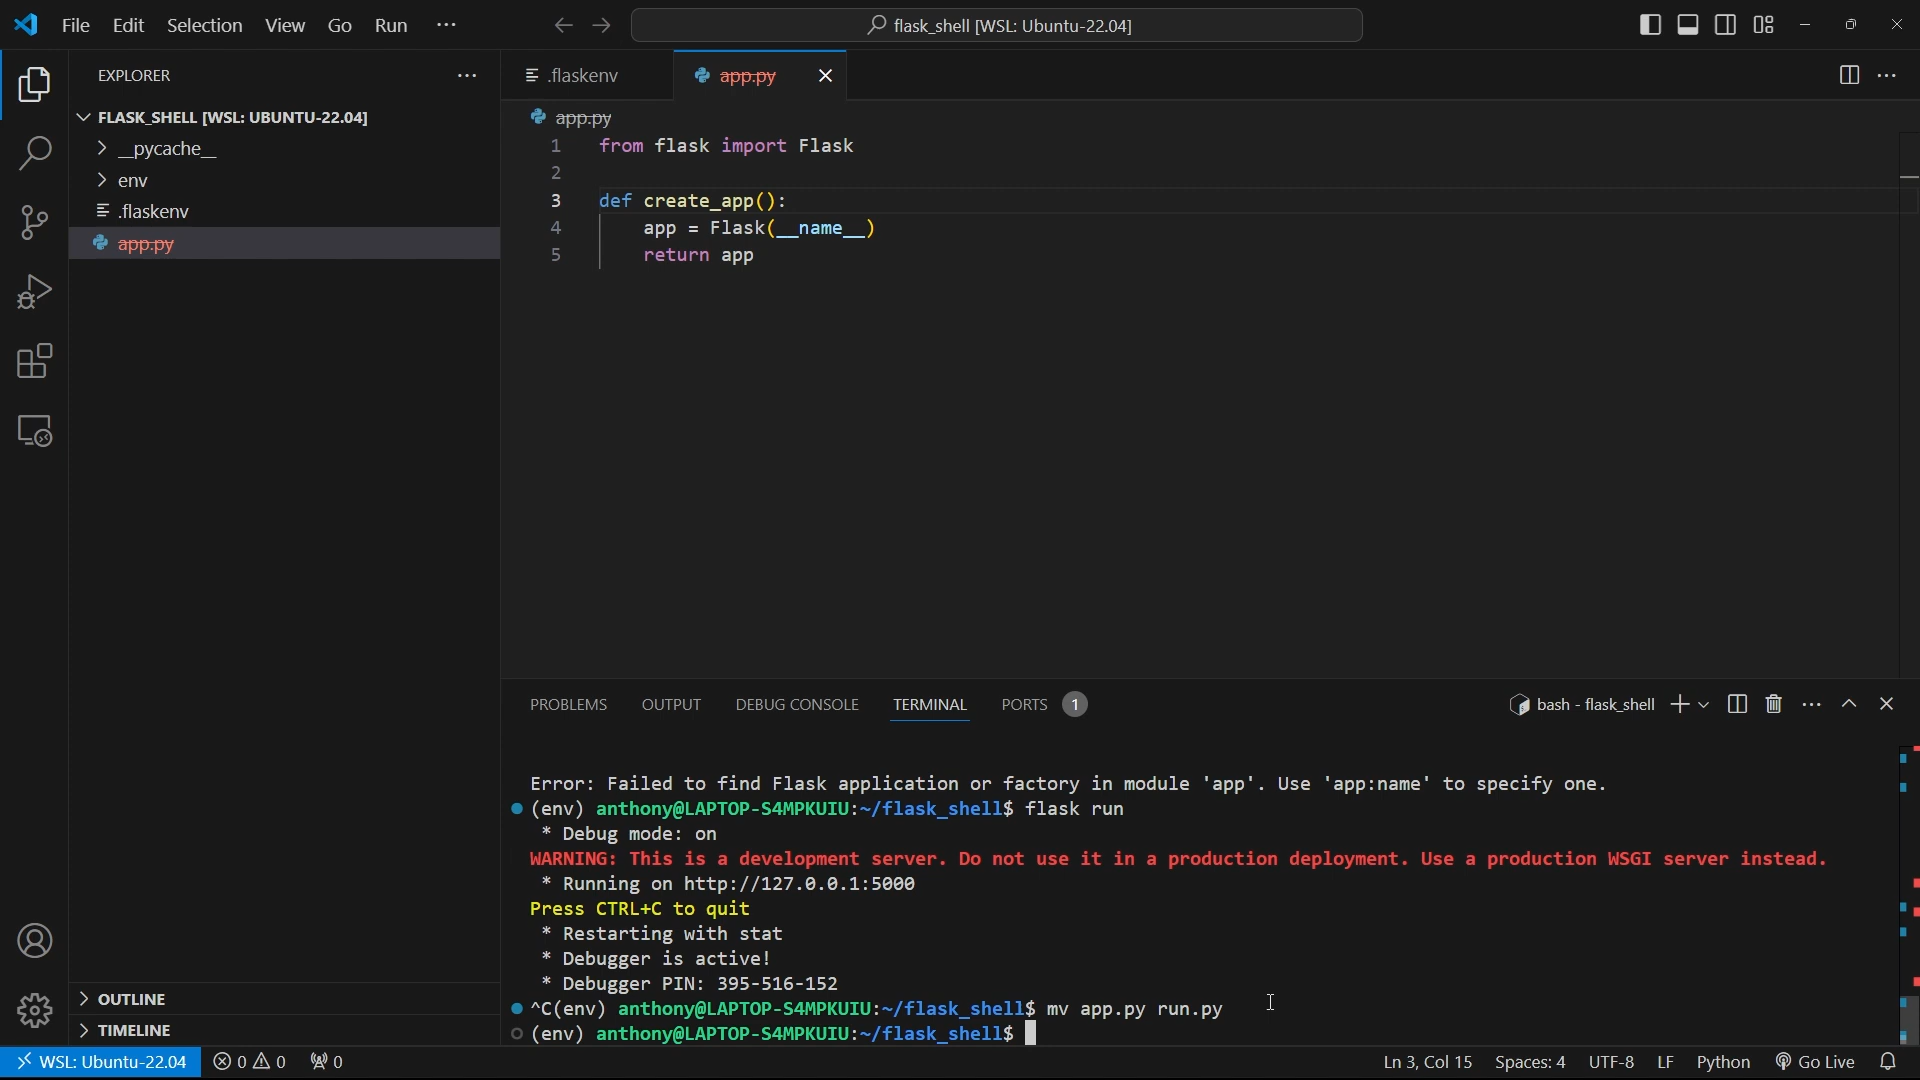 File Edit Selection View Go Run ···
flask_shell [WSL: Ubuntu-22.04]
EXPLORER
FLASK_SHELL [WSL: UBUNTU-22.04]
__pycache__
env
.flaskenv
app.py
OUTLINE
TIMELINE
.flaskenv
app.py
app.py
1 from flask import Flask
2
3 def create_app():
4 app = Flask(__name__)
5 return app
PROBLEMS OUTPUT DEBUG CONSOLE TERMINAL PORTS 1
bash - flask_shell
Error: Failed to find Flask application or factory in module 'app'. Use 'app:name' to specify one.
(env) anthony@LAPTOP-S4MPKUIU:~/flask_shell$ flask run
* Debug mode: on
WARNING: This is a development server. Do not use it in a production deployment. Use a production WSGI server instead.
* Running on http://127.0.0.1:5000
Press CTRL+C to quit
* Restarting with stat
* Debugger is active!
* Debugger PIN: 395-516-152
^C(env) anthony@LAPTOP-S4MPKUIU:~/flask_shell$ mv app.py run.py
(env) anthony@LAPTOP-S4MPKUIU:~/flask_shell$
WSL: Ubuntu-22.04 0 0 0 Ln 3, Col 15 Spaces: 4 UTF-8 LF Python Go Live